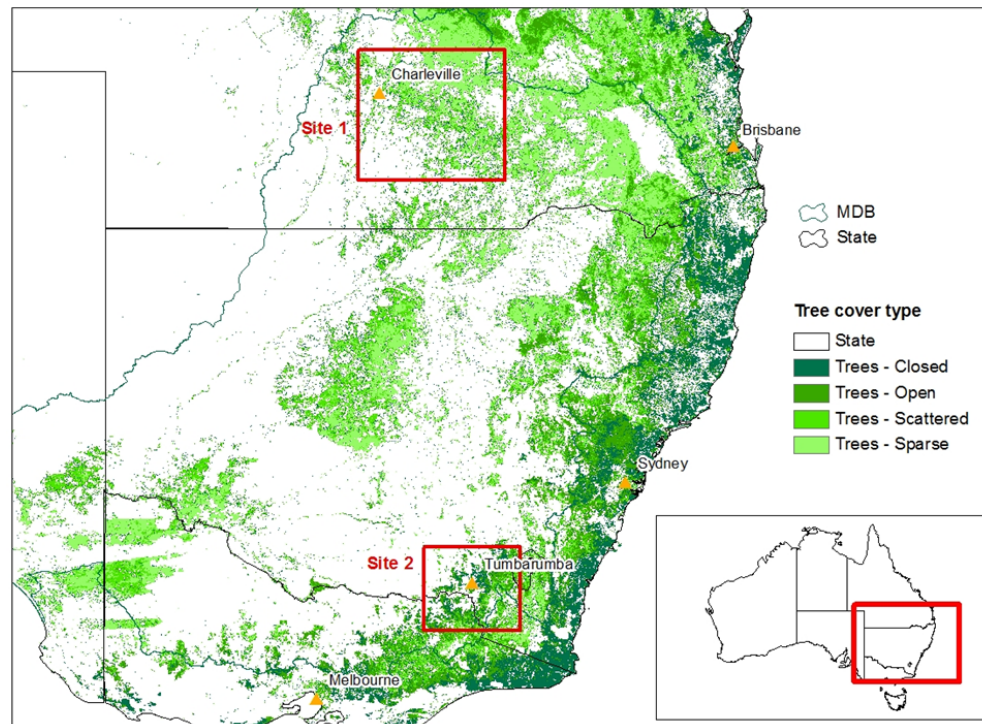 Charleville
Site 1
Brisbane
MDB
State
Tree cover type
State
Trees - Closed
Trees - Open
Trees - Scattered
Trees - Sparse
Sydney
Site 2
Tumbarumba
Melbourne